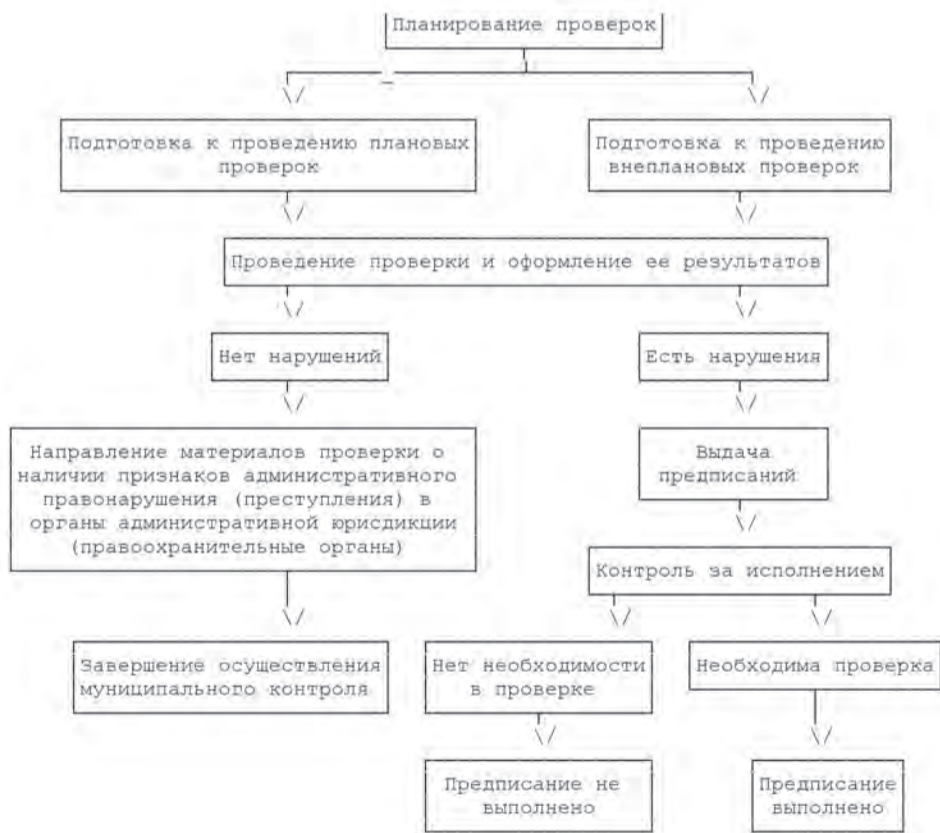 Планирование проверок
Подготовка к проведению плановых
проверок
Подготовка к проведению
внеплановых проверок
Проведение проверки и оформление ее результатов
Нет нарушений
Есть нарушения
Направление материалов проверки о
наличии признаков административного
правонарушения (преступления) в
органы административной юрисдикции
(правоохранительные органы)
Выдача
предписаний
Контроль за исполнением
Завершение осуществления
муниципального контроля
Нет необходимости
в проверке
Необходима проверка
Предписание не
выполнено
Предписание
выполнено